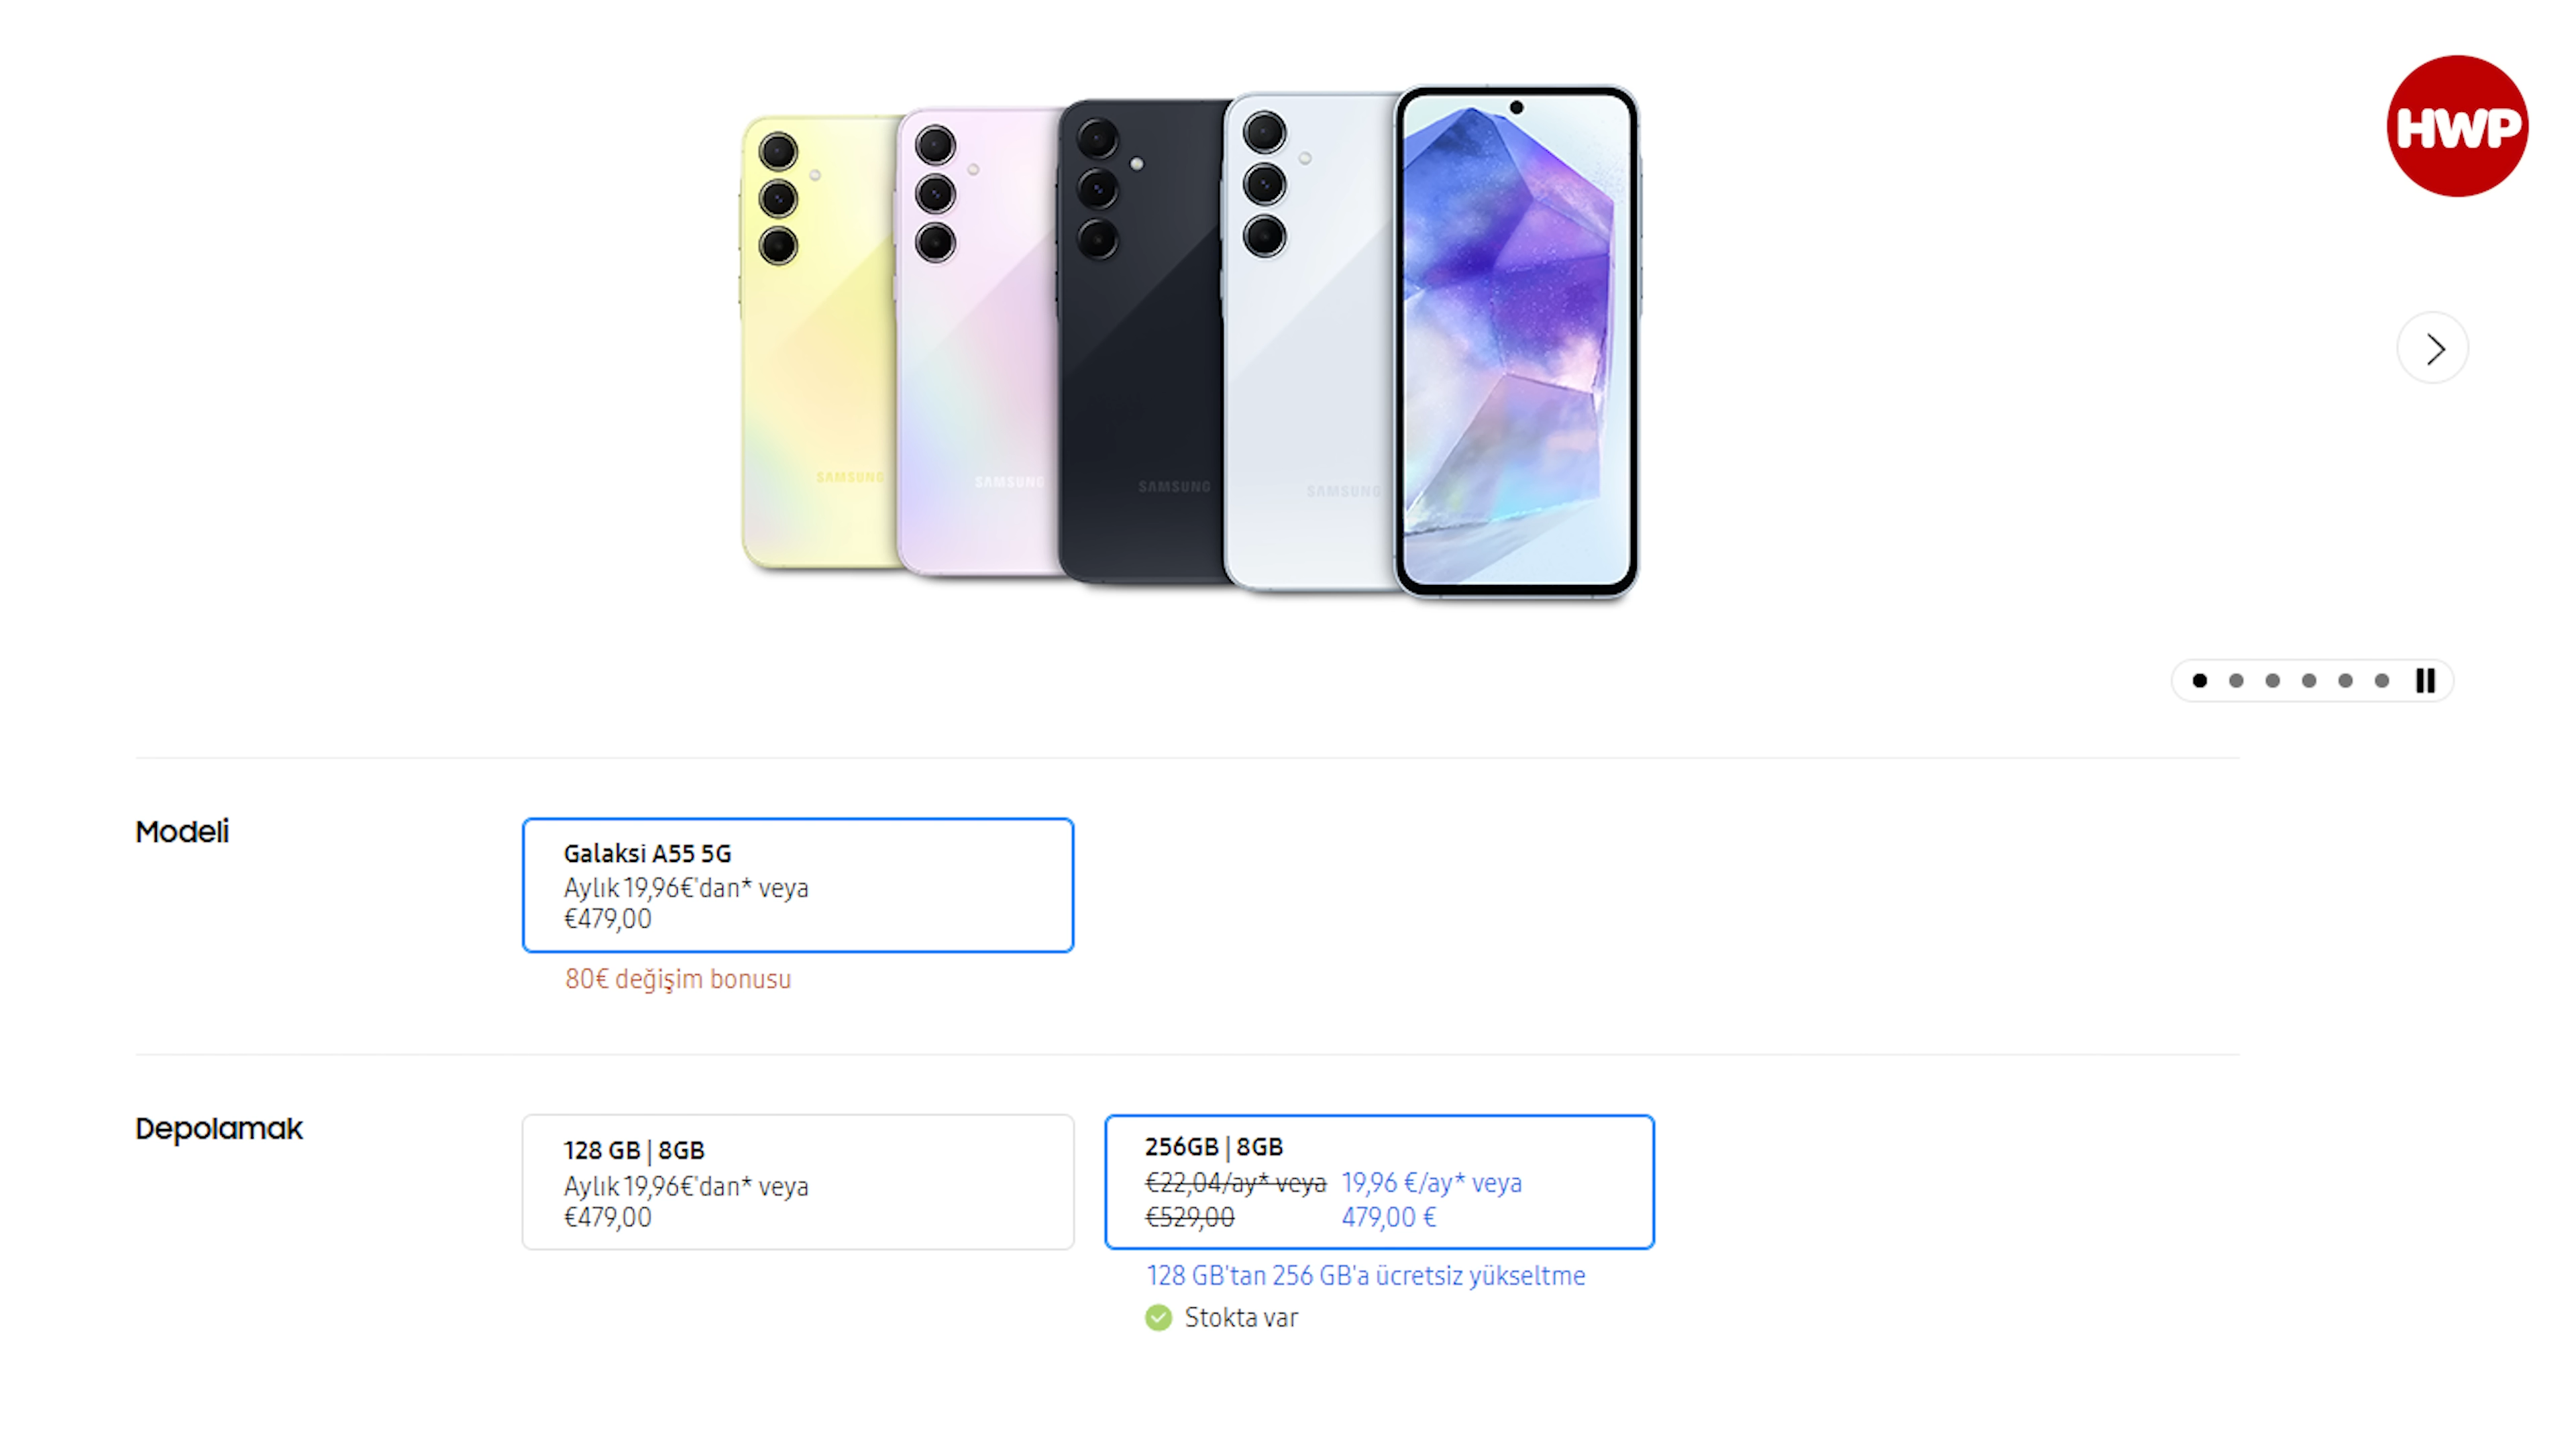 HWP
SAMSUNG
SAMSUNG
SAMSUNG
SAMSUNG
Modeli
Galaksi A55 5G
Aylık 19,96€'dan* veya
€479,00
80€ değişim bonusu
Depolamak
128 GB | 8GB
Aylık 19,96€'dan* veya
€479,00
256GB | 8GB
€22,04/ay* veya 19,96 €/ay* veya
€529,00 479,00 €
128 GB'tan 256 GB'a ücretsiz yükseltme
Stokta var